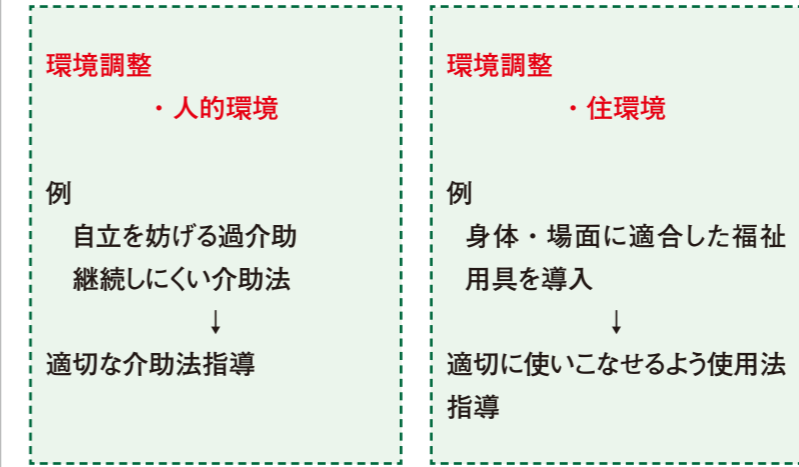 環境調整
・人的環境
例
自立を妨げる過介助
継続しにくい介助法
↓
適切な介助法指導
環境調整
・住環境
例
身体・場面に適合した福祉
用具を導入
↓
適切に使いこなせるよう使用法
指導